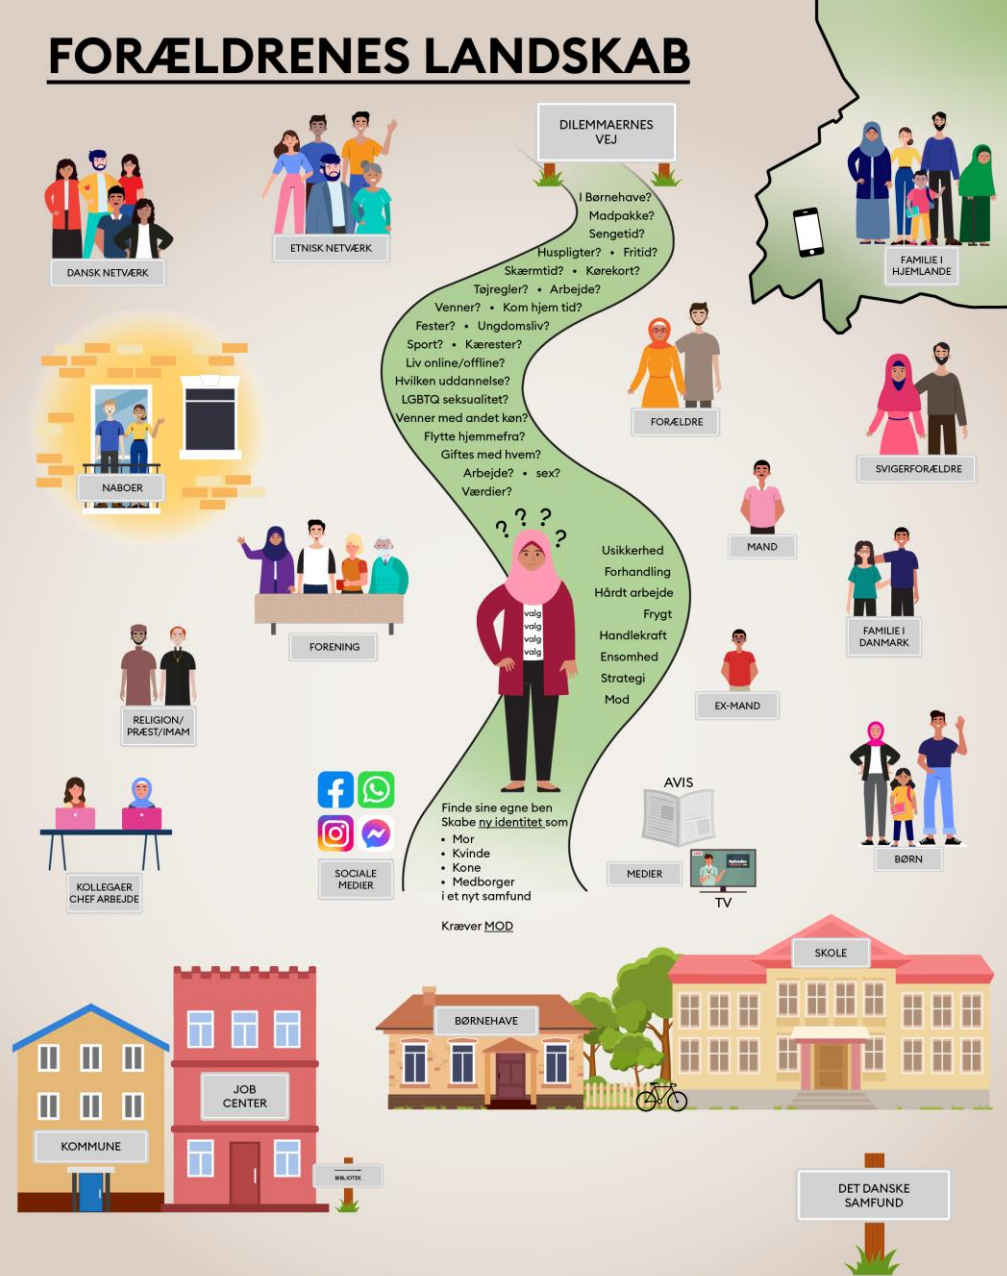 FORÆLDRENES LANDSKAB
DILEMMAERNES
VEJ
DANSK NETVÆRK
ETNISK NETVÆRK
FAMILIE I
HJEMLANDE
I Børnehave?
Madpakke?
Sengetid?
Huspligter? • Fritid?
Skærmtid? • Kørekort?
Tøjregler? • Arbejde?
Venner? • Kom hjem tid?
Fester? • Ungdomsliv?
Sport? • Kærester?
Liv online/offline?
Hvilken uddannelse?
LGBTQ seksualitet?
Venner med andet køn?
Flytte hjemmefra?
Giftes med hvem?
Arbejde? • sex?
Værdier?
FORÆLDRE
SVIGERFORÆLDRE
NABOER
MAND
? ? ? ?
Usikkerhed
Forhandling
Hårdt arbejde
Frygt
Handlekraft
Ensomhed
Strategi
Mod
valg
valg
valg
valg
FORENING
FAMILIE I
DANMARK
EX-MAND
RELIGION/
PRÆST/IMAM
KOLLEGAER
CHEF ARBEJDE
SOCIALE
MEDIER
Finde sine egne ben
Skabe ny identitet som
• Mor
• Kvinde
• Kone
• Medborger
i et nyt samfund
Kræver MOD
AVIS
MEDIER
Nyheder
TV
BØRN
KOMMUNE
JOB
CENTER
BIBLIOTEK
BØRNEHAVE
SKOLE
DET DANSKE
SAMFUND